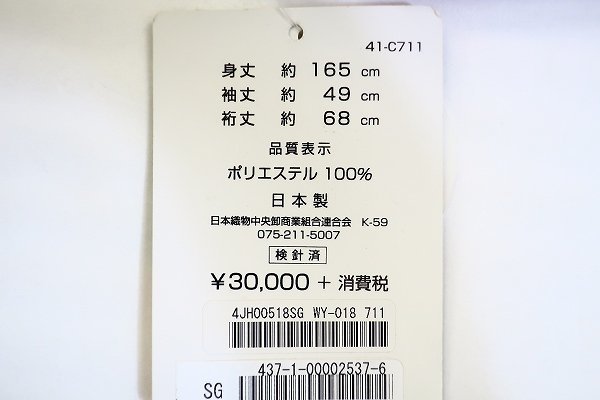 41-C711
身丈 約 165 cm
袖丈 約 49 cm
裄丈 約 68 cm
品質表示
ポリエステル 100%
日本製
日本織物中央卸商業組合連合会 K-59
075-211-5007
検針済
¥30,000 + 消費税
4JH00518SG WY-018 711
437-1-00002537-6
SG